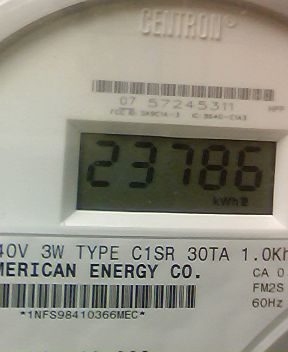 CENTRON®
07 57245311
23786
kWh
40V 3W TYPE C1SR 30TA 1.0Kh
MERICAN ENERGY CO.
CA 0
FM2S
60Hz
*1NFS98410366MEC*